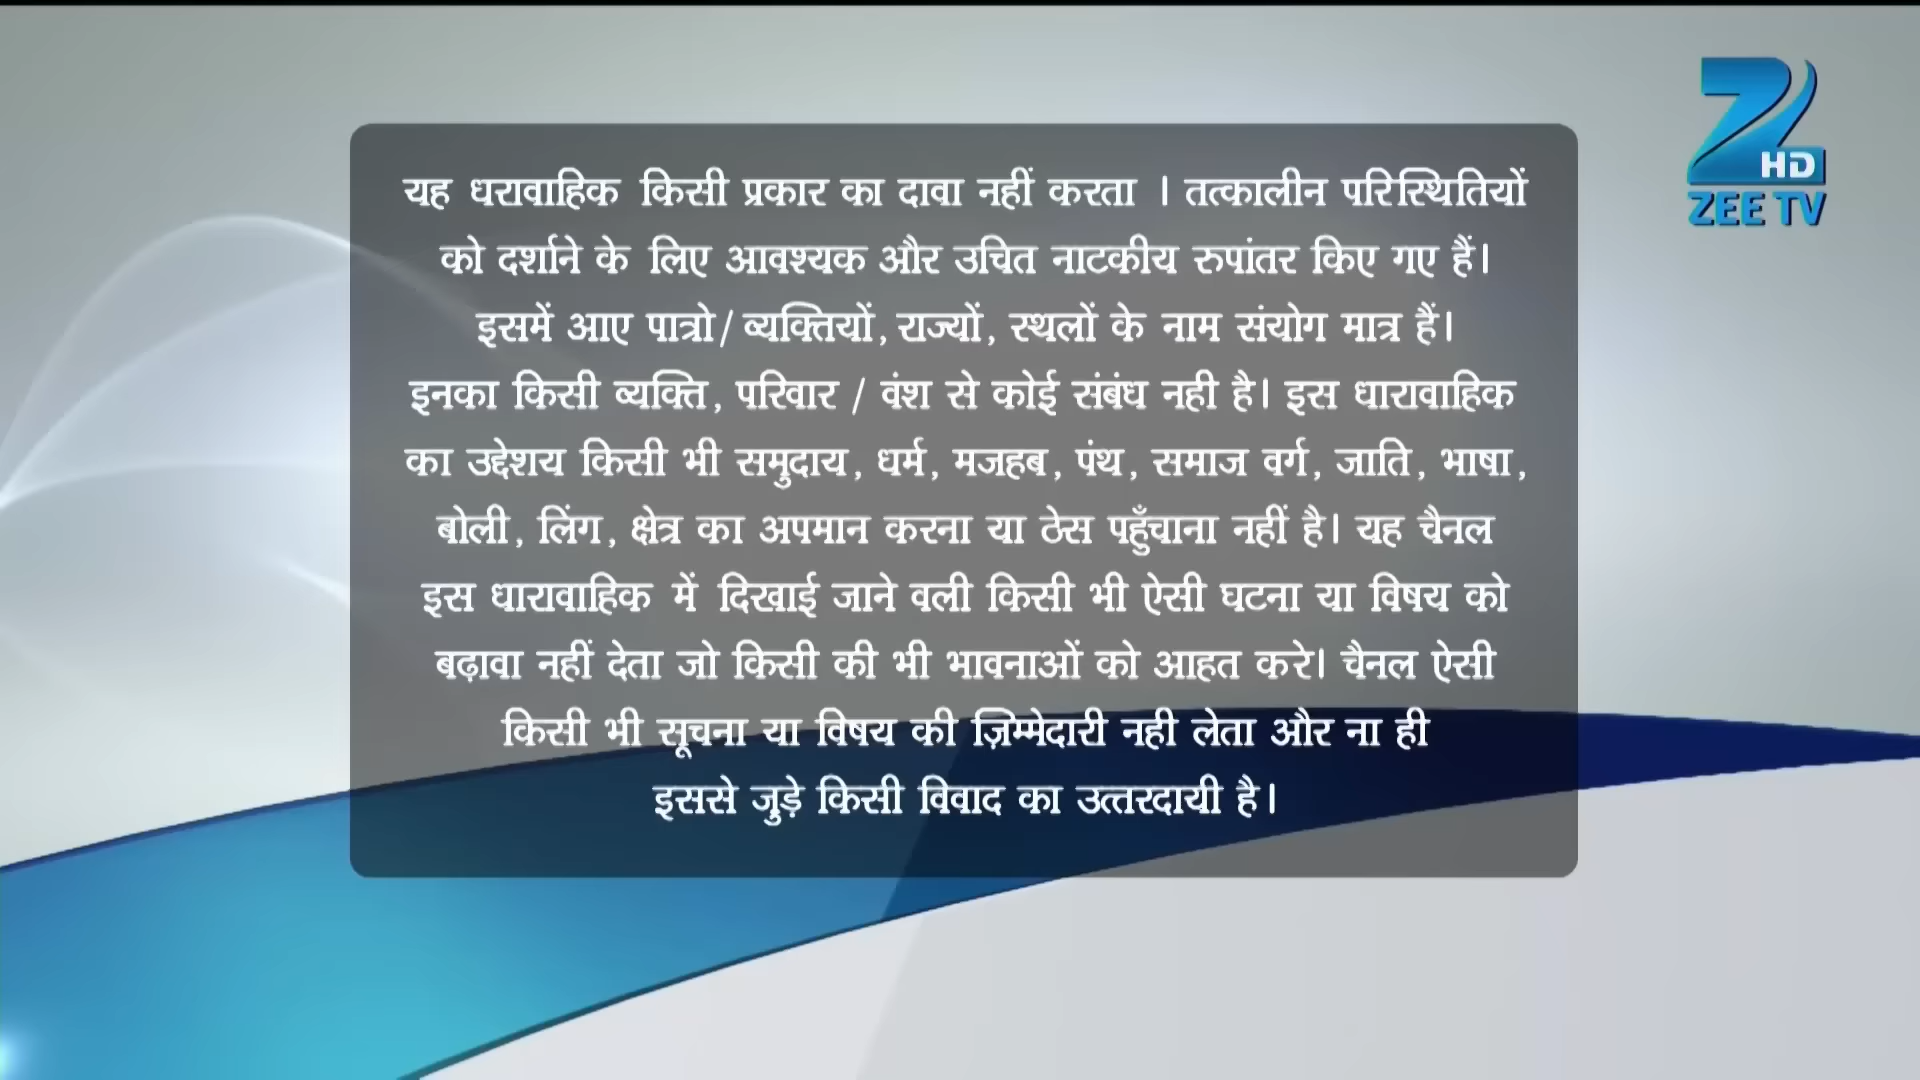 यह धरावाहिक किसी प्रकार का दावा नहीं करता । तत्कालीन परिस्थितियों
को दर्शाने के लिए आवश्यक और उचित नाटकीय रुपांतर किए गए हैं।
इसमें आए पात्रो/ व्यक्तियों, राज्यों, स्थलों के नाम संयोग मात्र हैं।
इनका किसी व्यक्ति, परिवार / वंश से कोई संबंध नही है। इस धारावाहिक
का उद्देशय किसी भी समुदाय, धर्म, मजहब, पंथ, समाज वर्ग, जाति, भाषा,
बोली, लिंग, क्षेत्र का अपमान करना या ठेस पहुँचाना नहीं है। यह चैनल
इस धारावाहिक में दिखाई जाने वली किसी भी ऐसी घटना या विषय को
बढ़ावा नहीं देता जो किसी की भी भावनाओं को आहत करे। चैनल ऐसी
किसी भी सूचना या विषय की ज़िम्मेदारी नही लेता और ना ही
इससे जुड़े किसी विवाद का उत्तरदायी है।
HD
ZEE TV